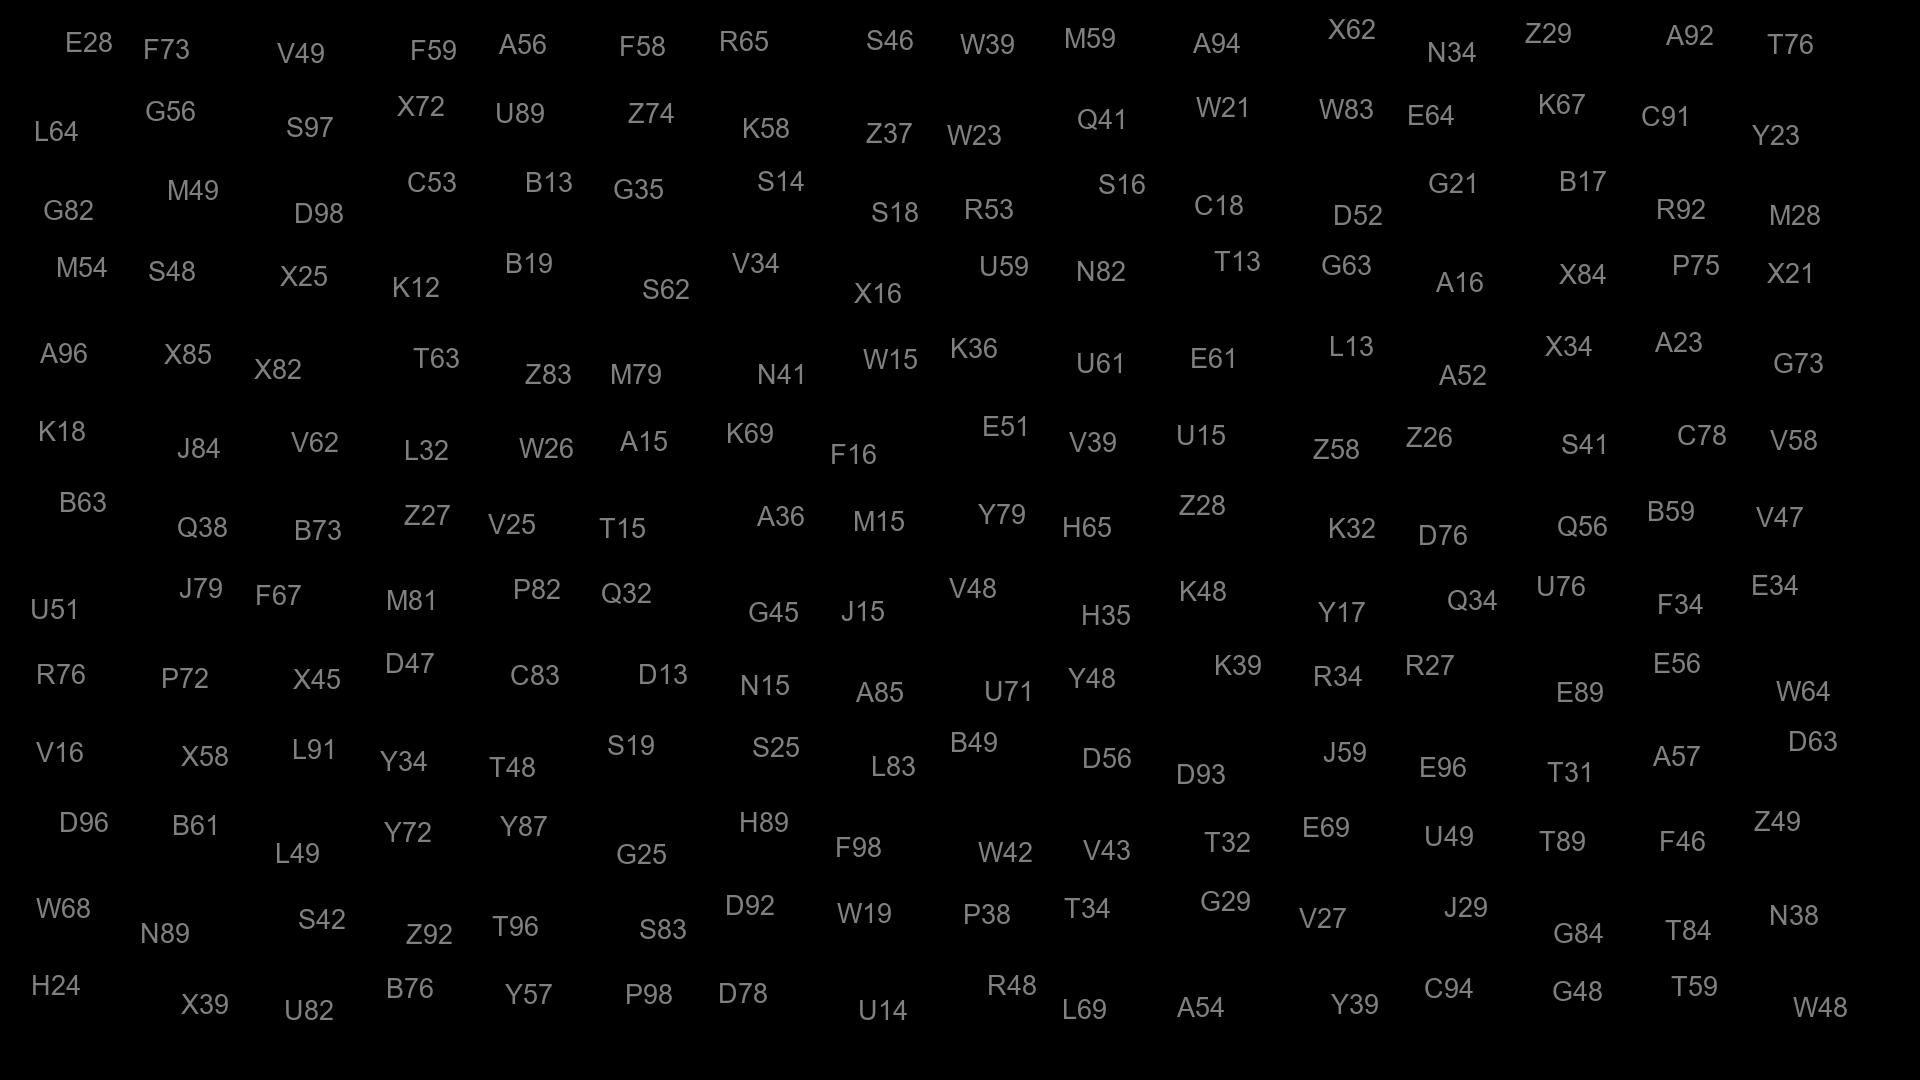 E28 F73 V49 F59 A56 F58 R65 S46 W39 M59 A94 X62 N34 Z29 A92 T76
L64 G56 S97 X72 U89 Z74 K58 Z37 W23 Q41 W21 W83 E64 K67 C91 Y23
G82 M49 D98 C53 B13 G35 S14 S18 R53 S16 C18 D52 G21 B17 R92 M28
M54 S48 X25 K12 B19 S62 V34 X16 U59 N82 T13 G63 A16 X84 P75 X21
A96 X85 X82 T63 Z83 M79 N41 W15 K36 U61 E61 L13 A52 X34 A23 G73
K18 J84 V62 L32 W26 A15 K69 F16 E51 V39 U15 Z58 Z26 S41 C78 V58
B63 Q38 B73 Z27 V25 T15 A36 M15 Y79 H65 Z28 K32 D76 Q56 B59 V47
U51 J79 F67 M81 P82 Q32 G45 J15 V48 H35 K48 Y17 Q34 U76 F34 E34
R76 P72 X45 D47 C83 D13 N15 A85 U71 Y48 K39 R34 R27 E89 E56 W64
V16 X58 L91 Y34 T48 S19 S25 L83 B49 D56 D93 J59 E96 T31 A57 D63
D96 B61 L49 Y72 Y87 G25 H89 F98 W42 V43 T32 E69 U49 T89 F46 Z49
W68 N89 S42 Z92 T96 S83 D92 W19 P38 T34 G29 V27 J29 G84 T84 N38
H24 X39 U82 B76 Y57 P98 D78 U14 R48 L69 A54 Y39 C94 G48 T59 W48